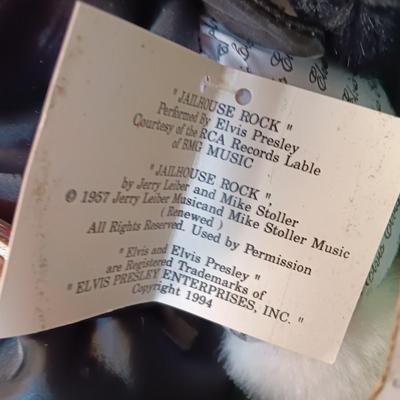 " JAILHOUSE ROCK "
Performed By Elvis Presley
Courtesy of the RCA Records Lable
of BMG MUSIC
" JAILHOUSE ROCK ",
by Jerry Leiber and Mike Stoller
© 1957 Jerry Leiber Musicand Mike Stoller Music
( Renewed )
All Rights Reserved. Used by Permission
" Elvis and Elvis Presley "
are Registered Trademarks of
" ELVIS PRESLEY ENTERPRISES, INC. "
Copyright 1994